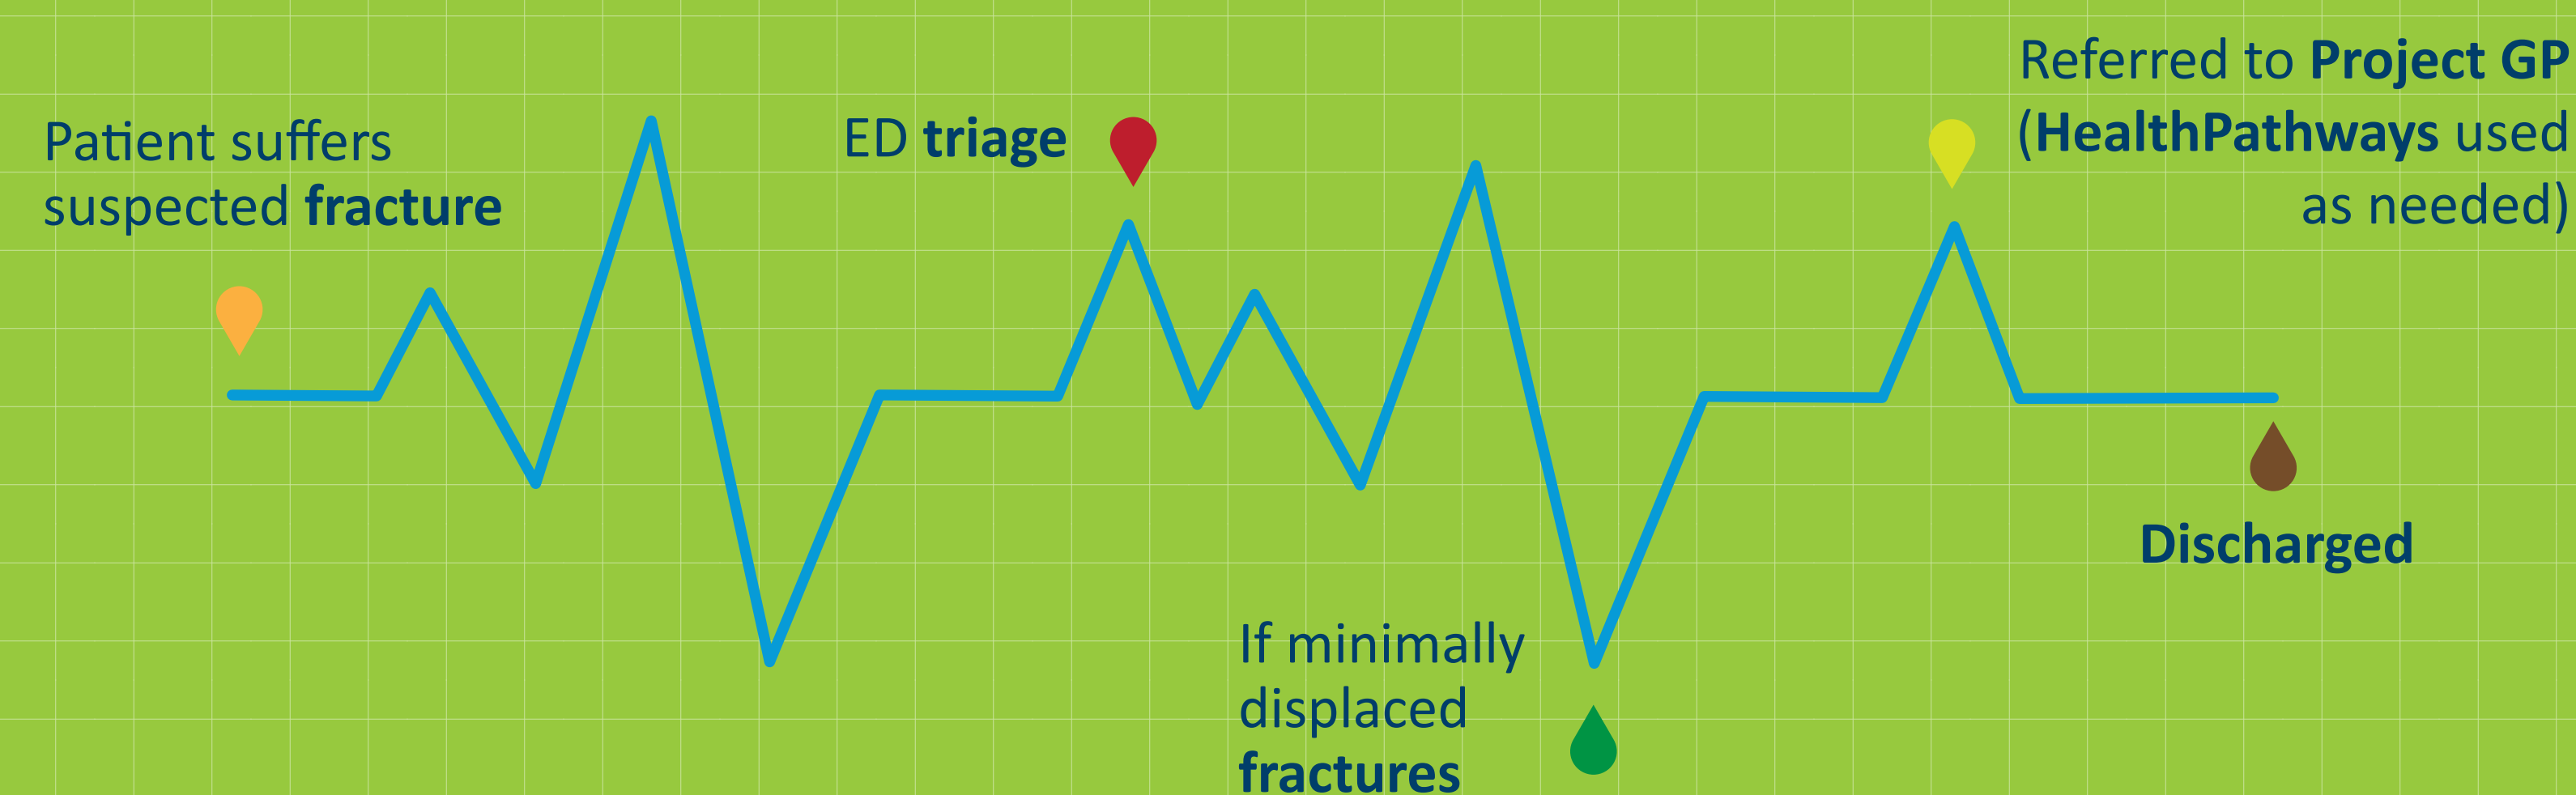 Patient suffers
suspected fracture
ED triage
If minimally
displaced
fractures
Referred to Project GP
(HealthPathways used
as needed)
Discharged